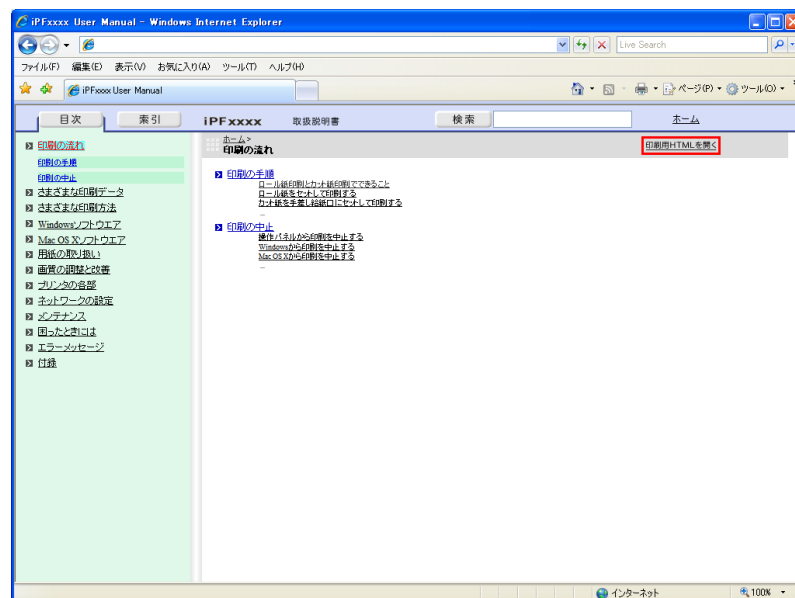 iPFxxxx User Manual - Windows Internet Explorer
Live Search
ファイル(F) 編集(E) 表示(V) お気に入り(A) ツール(T) ヘルプ(H)
iPFxxxx User Manual
ページ(P) ツール(O)
目次 索引 iPFxxxx 取扱説明書 検索 ホーム
ホーム>
印刷の流れ
印刷用HTMLを開く
印刷の流れ
印刷の手順
印刷の中止
さまざまな印刷データ
さまざまな印刷方法
Windowsソフトウエア
Mac OS Xソフトウエア
用紙の取り扱い
画質の調整と改善
プリンタの各部
ネットワークの設定
メンテナンス
困ったときには
エラーメッセージ
付録
印刷の手順
ロール紙印刷とカット紙印刷でできること
ロール紙をセットして印刷する
カット紙を手差し給紙口にセットして印刷する
...
印刷の中止
操作パネルから印刷を中止する
Windowsから印刷を中止する
Mac OS Xから印刷を中止する
...
インターネット 100%